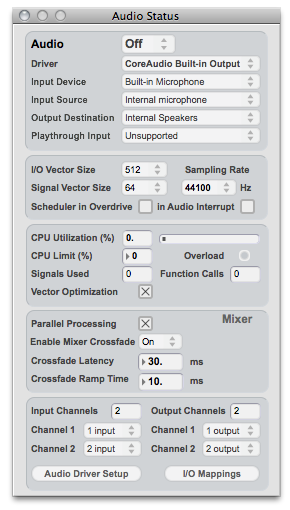 Audio Status
Audio Off
Driver CoreAudio Built-in Output
Input Device Built-in Microphone
Input Source Internal microphone
Output Destination Internal Speakers
Playthrough Input Unsupported
I/O Vector Size 512 Sampling Rate
Signal Vector Size 64 44100 Hz
Scheduler in Overdrive in Audio Interrupt
CPU Utilization (%) 0.
CPU Limit (%) 0 Overload
Signals Used 0 Function Calls 0
Vector Optimization
Parallel Processing Mixer
Enable Mixer Crossfade On
Crossfade Latency 30. ms
Crossfade Ramp Time 10. ms
Input Channels 2 Output Channels 2
Channel 1 1 input Channel 1 1 output
Channel 2 2 input Channel 2 2 output
Audio Driver Setup I/O Mappings